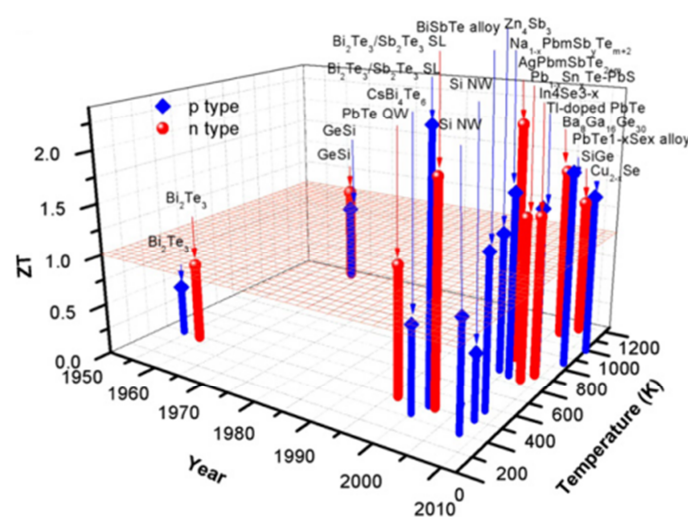 BiSbTe alloy
Zn₄Sb₃
Bi₂Te₃/Sb₂Te₃ SL
Na₁₋ₓPbmSbᵧTeₘ₊₂
Bi₂Te₃/Sb₂Te₃ SL
Si NW
In4Se3-x
CsBi₄Te₆
Tl-doped PbTe
PbTe QW
Si NW
Ba₈Ga₁₆Ge₃₀
GeSi
PbTe1-xSex alloy
GeSi
SiGe
Cu₂₋ₓSe
Bi₂Te₃
Bi₂Te₃
p type
n type
ZT
2.0
1.5
1.0
0.5
0.0
1950
1960
1970
1980
1990
2000
2010
Year
0
200
400
600
800
1000
1200
Temperature (K)